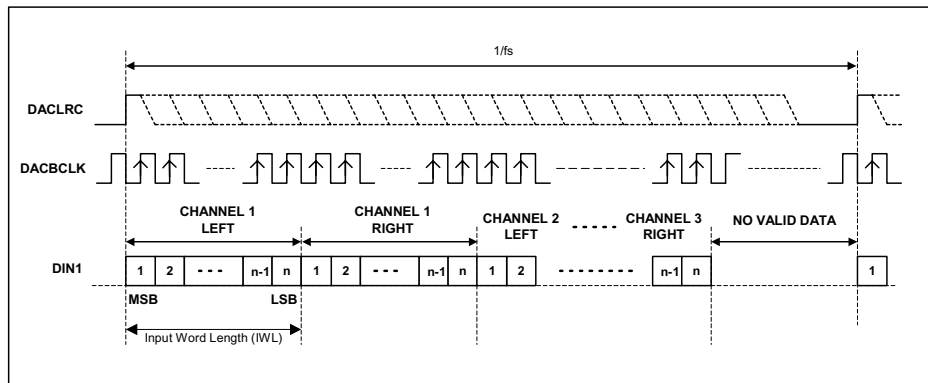 1/fs
DACLRC
DACBCLK
CHANNEL 1
LEFT
CHANNEL 1
RIGHT
CHANNEL 2
LEFT
CHANNEL 3
RIGHT
NO VALID DATA
DIN1
1 2 n-1 n 1 2 n-1 n 1 2 n-1 n 1
MSB LSB
Input Word Length (IWL)